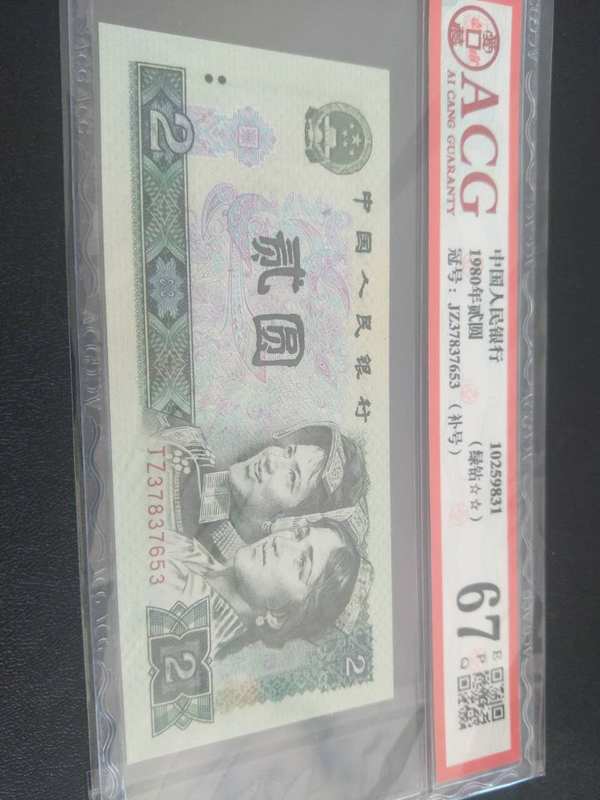 ACG
AI CANG GUARANTY
中国人民银行
1980年贰圆
冠号：JZ37837653（补号）
10259831
（绿钻☆☆）
67
EPQ
中国人民银行
贰圆
2
JZ37837653
2
2